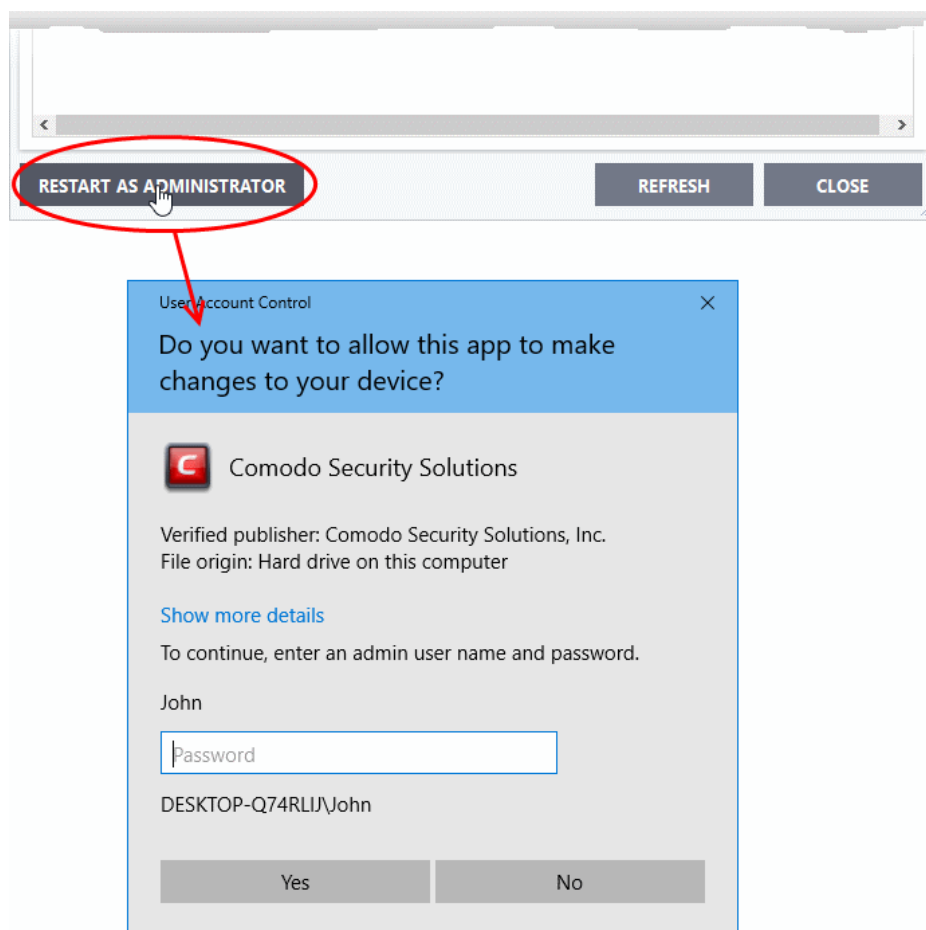 RESTART AS ADMINISTRATOR
REFRESH
CLOSE
User Account Control
Do you want to allow this app to make
changes to your device?
Comodo Security Solutions
Verified publisher: Comodo Security Solutions, Inc.
File origin: Hard drive on this computer
Show more details
To continue, enter an admin user name and password.
John
Password
DESKTOP-Q74RLIJ\John
Yes
No